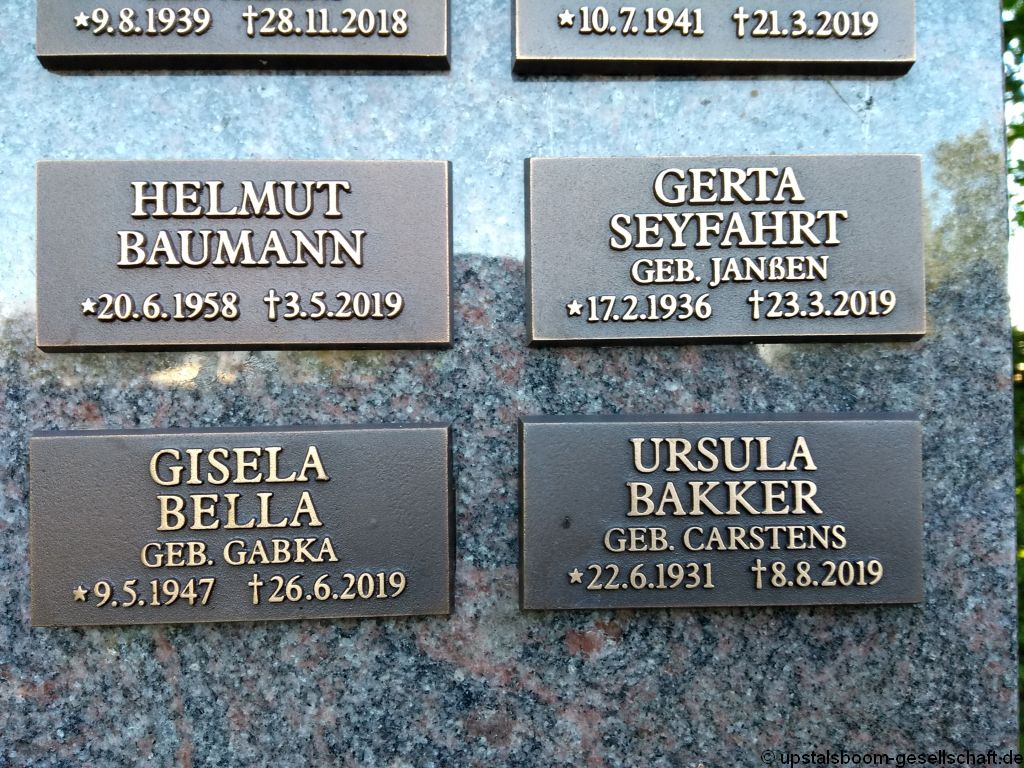 *9.8.1939 †28.11.2018
*10.7.1941 †21.3.2019
HELMUT
BAUMANN
*20.6.1958 †3.5.2019
GERTA
SEYFAHRT
GEB. JANßEN
*17.2.1936 †23.3.2019
GISELA
BELLA
GEB. GABKA
*9.5.1947 †26.6.2019
URSULA
BAKKER
GEB. CARSTENS
*22.6.1931 †8.8.2019
© upstalsboom-gesellschaft.de